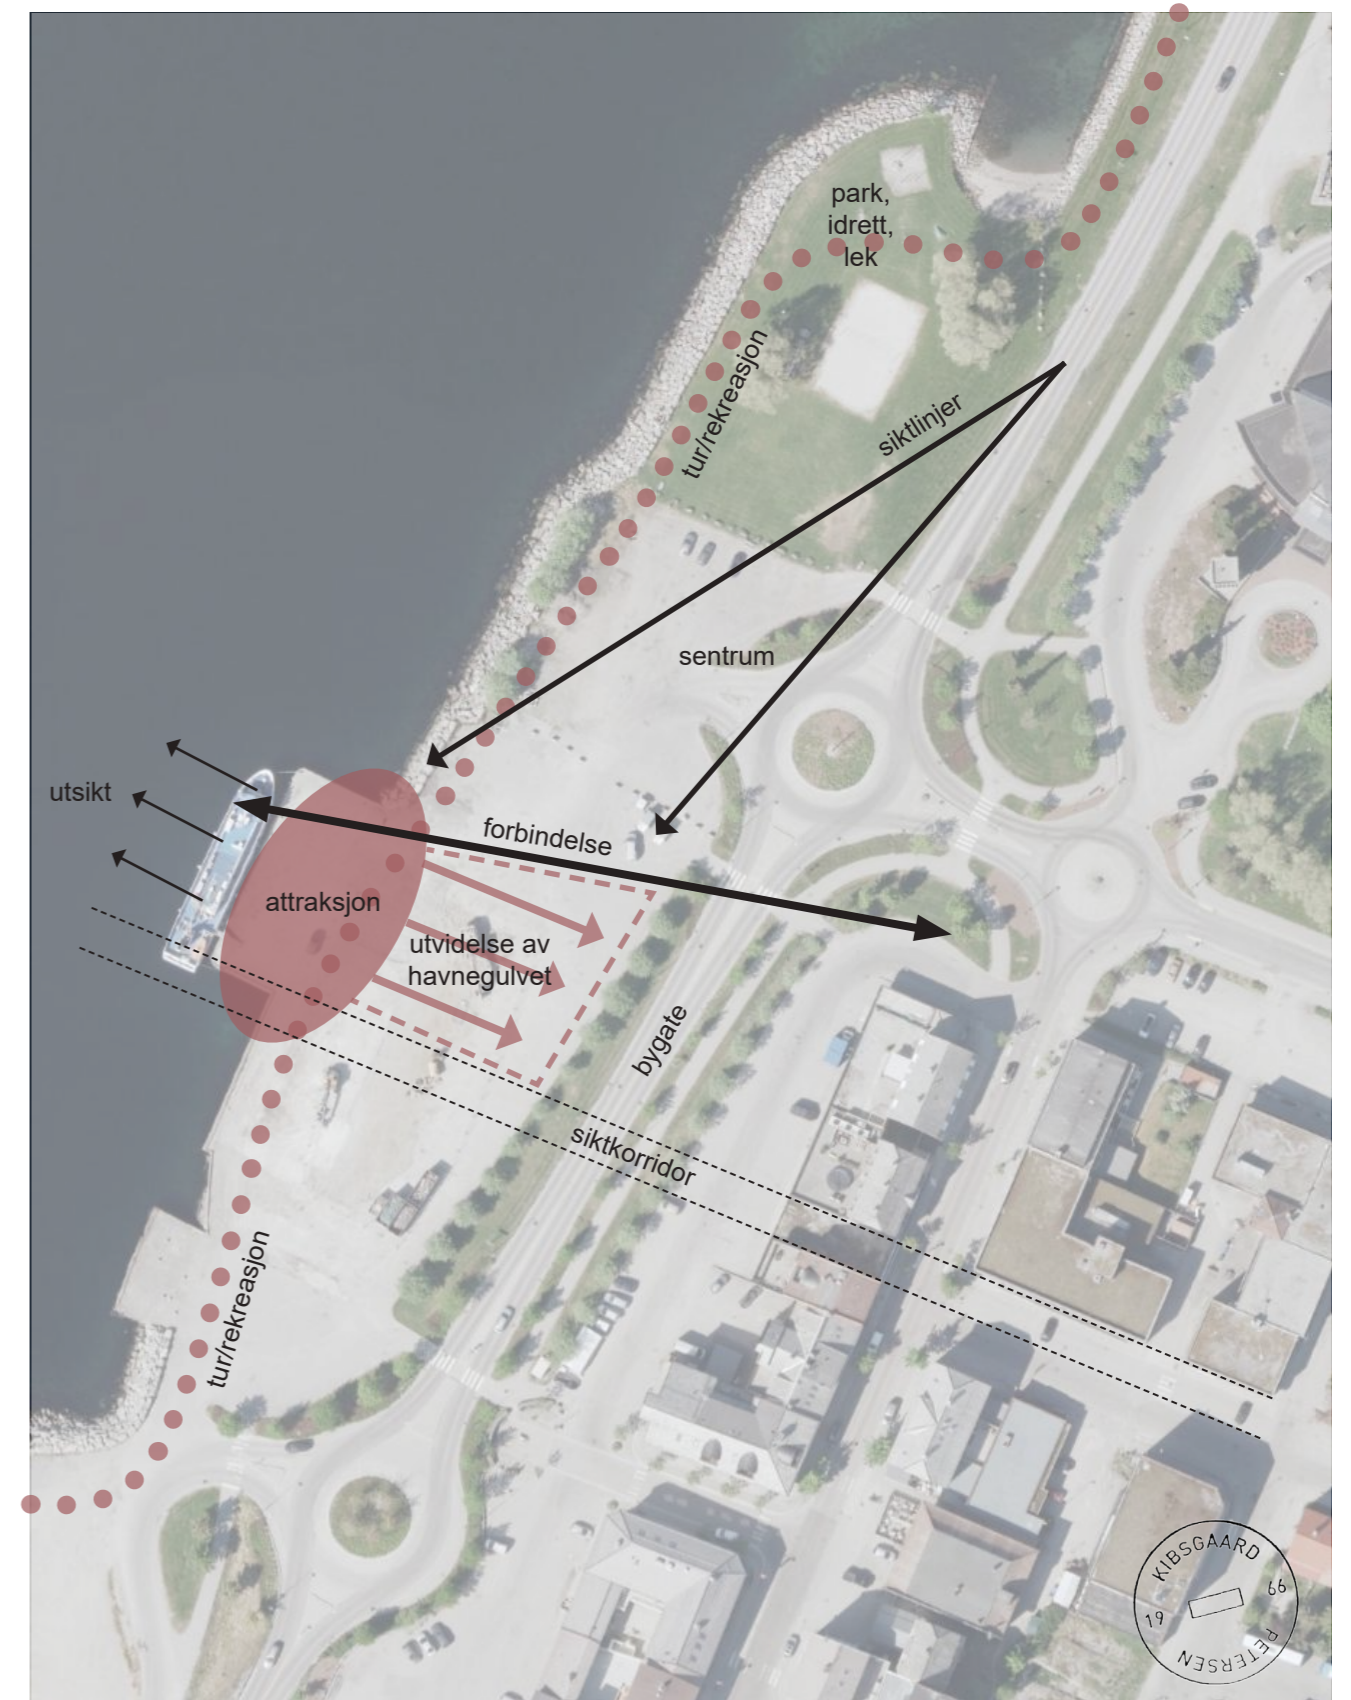 park,
idrett,
lek
tur/rekreasjon
siktlinjer
sentrum
utsikt
forbindelse
attraksjon
utvidelse av
havnegulvet
bygate
siktkorridor
tur/rekreasjon
KIBSGAARD
19 66
PETERSEN